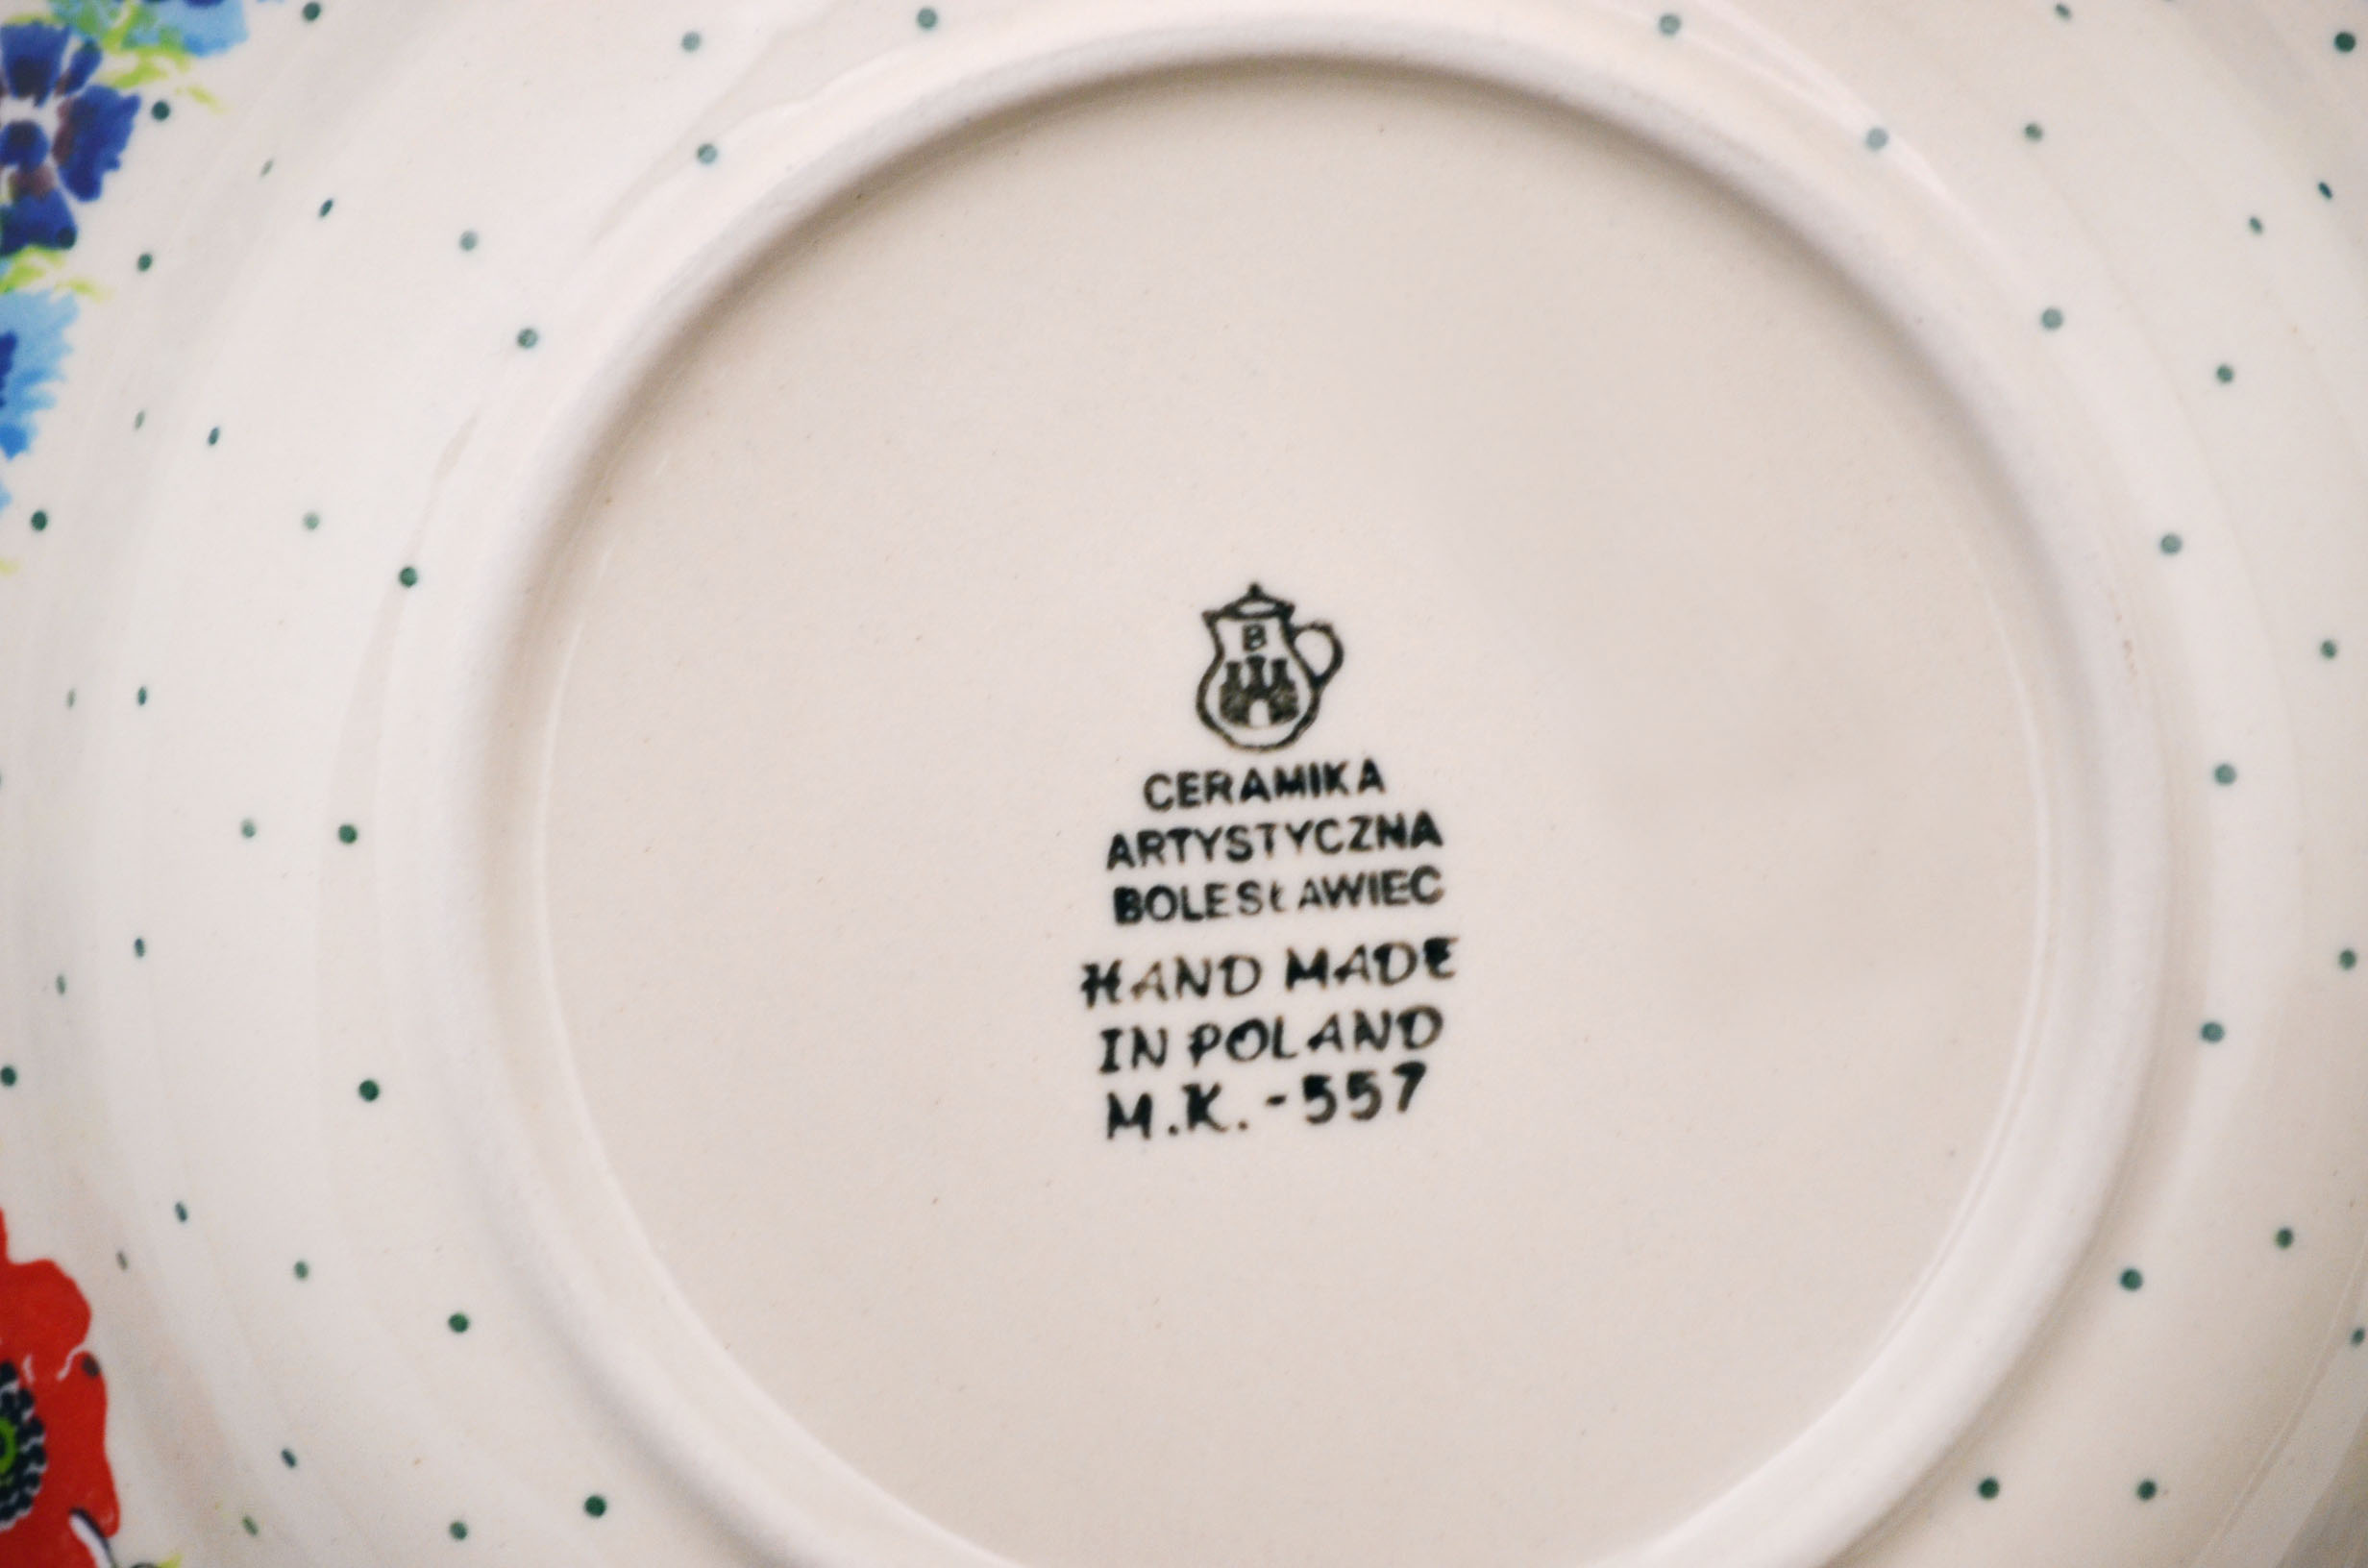 B
CERAMIKA
ARTYSTYCZNA
BOLESŁAWIEC
HAND MADE
IN POLAND
M.K.-557